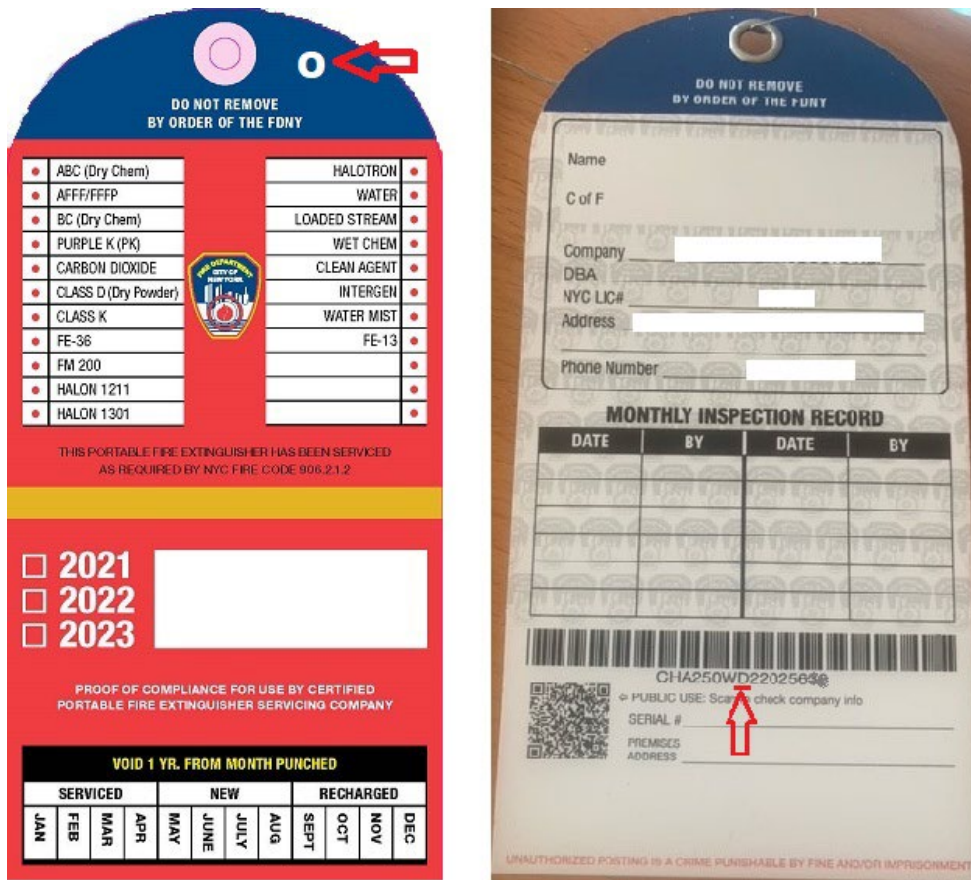 O
DO NOT REMOVE
BY ORDER OF THE FDNY
ABC (Dry Chem)
AFFF/FFFP
BC (Dry Chem)
PURPLE K (PK)
CARBON DIOXIDE
CLASS D (Dry Powder)
CLASS K
FE-36
FM 200
HALON 1211
HALON 1301
HALOTRON
WATER
LOADED STREAM
WET CHEM
CLEAN AGENT
INTERGEN
WATER MIST
FE-13
FIRE DEPARTMENT
CITY OF
NEW YORK
THIS PORTABLE FIRE EXTINGUISHER HAS BEEN SERVICED
AS REQUIRED BY NYC FIRE CODE 906.2.1.2
2021
2022
2023
PROOF OF COMPLIANCE FOR USE BY CERTIFIED
PORTABLE FIRE EXTINGUISHER SERVICING COMPANY
VOID 1 YR. FROM MONTH PUNCHED
SERVICED NEW RECHARGED
JAN FEB MAR APR MAY JUNE JULY AUG SEPT OCT NOV DEC
DO NOT REMOVE
BY ORDER OF THE FDNY
Name
C of F
Company
DBA
NYC LIC#
Address
Phone Number
MONTHLY INSPECTION RECORD
DATE BY DATE BY
PUBLIC USE: Scan check company info
SERIAL #
PREMISES
ADDRESS
UNAUTHORIZED POSTING IS A CRIME PUNISHABLE BY FINE AND/OR IMPRISONMENT